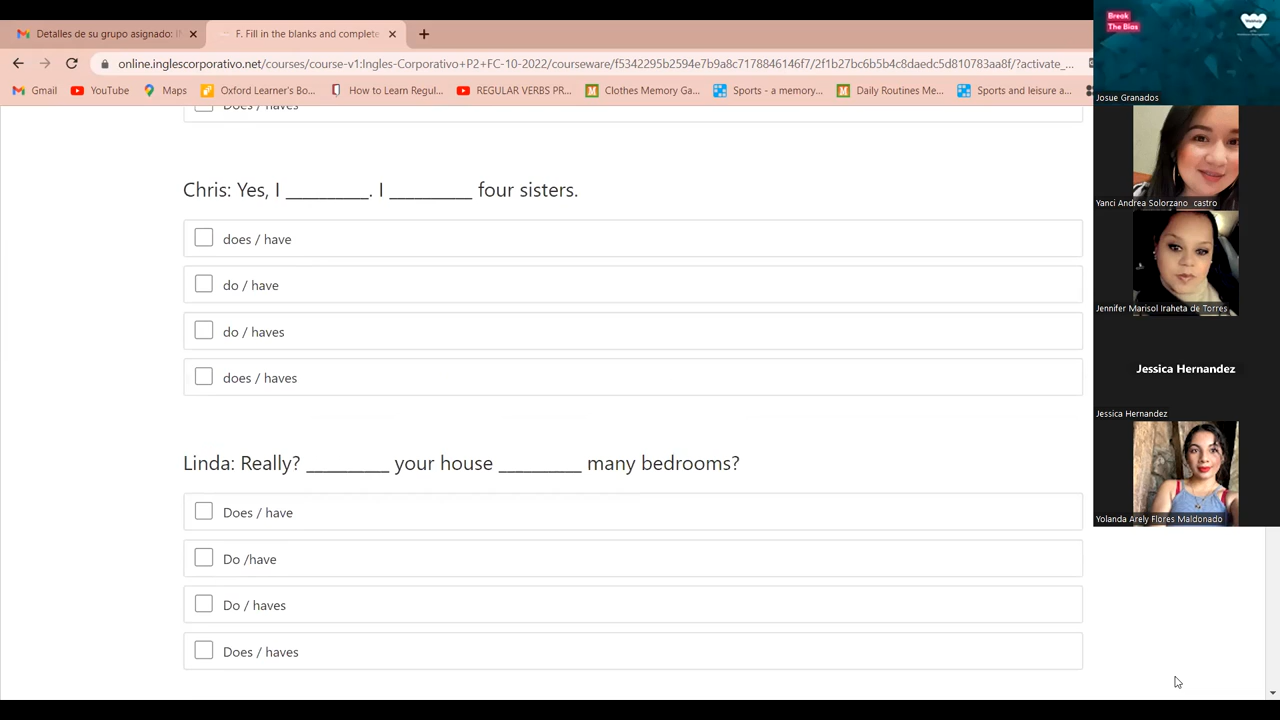 Detalles de su grupo asignado: I
F. Fill in the blanks and complete
online.inglescorporativo.net/courses/course-v1:Ingles-Corporativo+P2+FC-10-2022/courseware/f5342295b2594e7b9a8c7178846146f7/2f1b27bc6b5b4c8daedc5d810783aa8f/?activate_...
Gmail
YouTube
Maps
Oxford Learner's Bo...
How to Learn Regul...
REGULAR VERBS PR...
Clothes Memory Ga...
Sports - a memory...
Daily Routines Me...
Sports and leisure a...
Does / haves
Chris: Yes, I __________. I __________ four sisters.
does / have
do / have
do / haves
does / haves
Linda: Really? __________ your house __________ many bedrooms?
Does / have
Do /have
Do / haves
Does / haves
Break
The Bias
Josue Granados
Yanci Andrea Solorzano castro
Jennifer Marisol Iraheta de Torres
Jessica Hernandez
Jessica Hernandez
Yolanda Arely Flores Maldonado